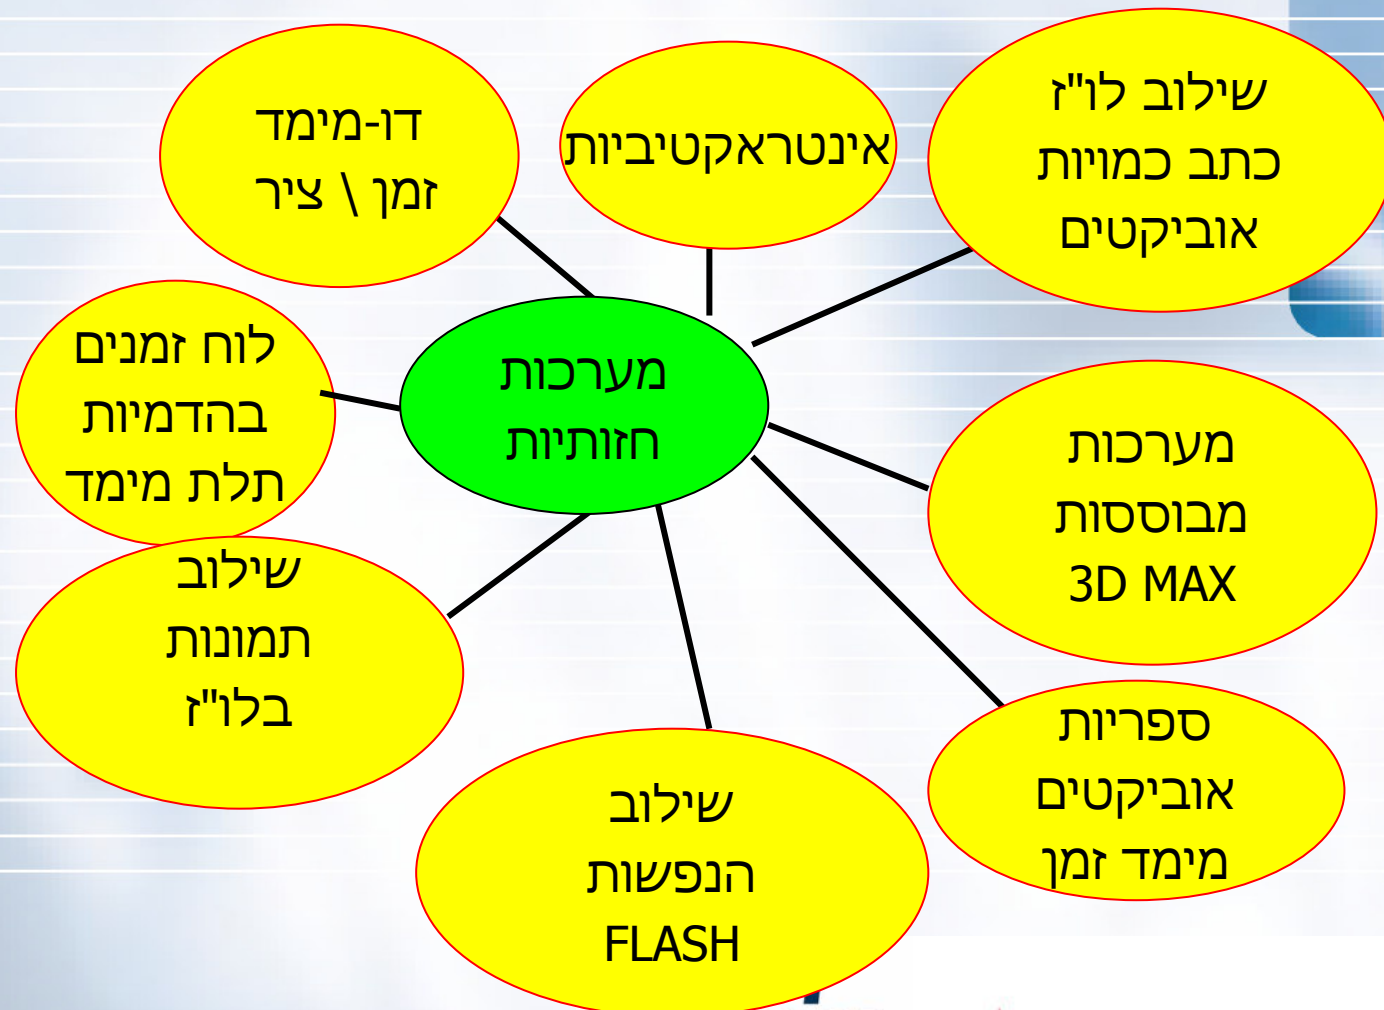 שילוב לו"ז
כתב כמויות
אוביקטים
אינטראקטיביות
דו-מימד
זמן \ ציר
מערכות
חזותיות
לוח זמנים
בהדמיות
תלת מימד
מערכות
מבוססות
3D MAX
שילוב
תמונות
בלו"ז
ספריות
אוביקטים
מימד זמן
שילוב
הנפשות
FLASH